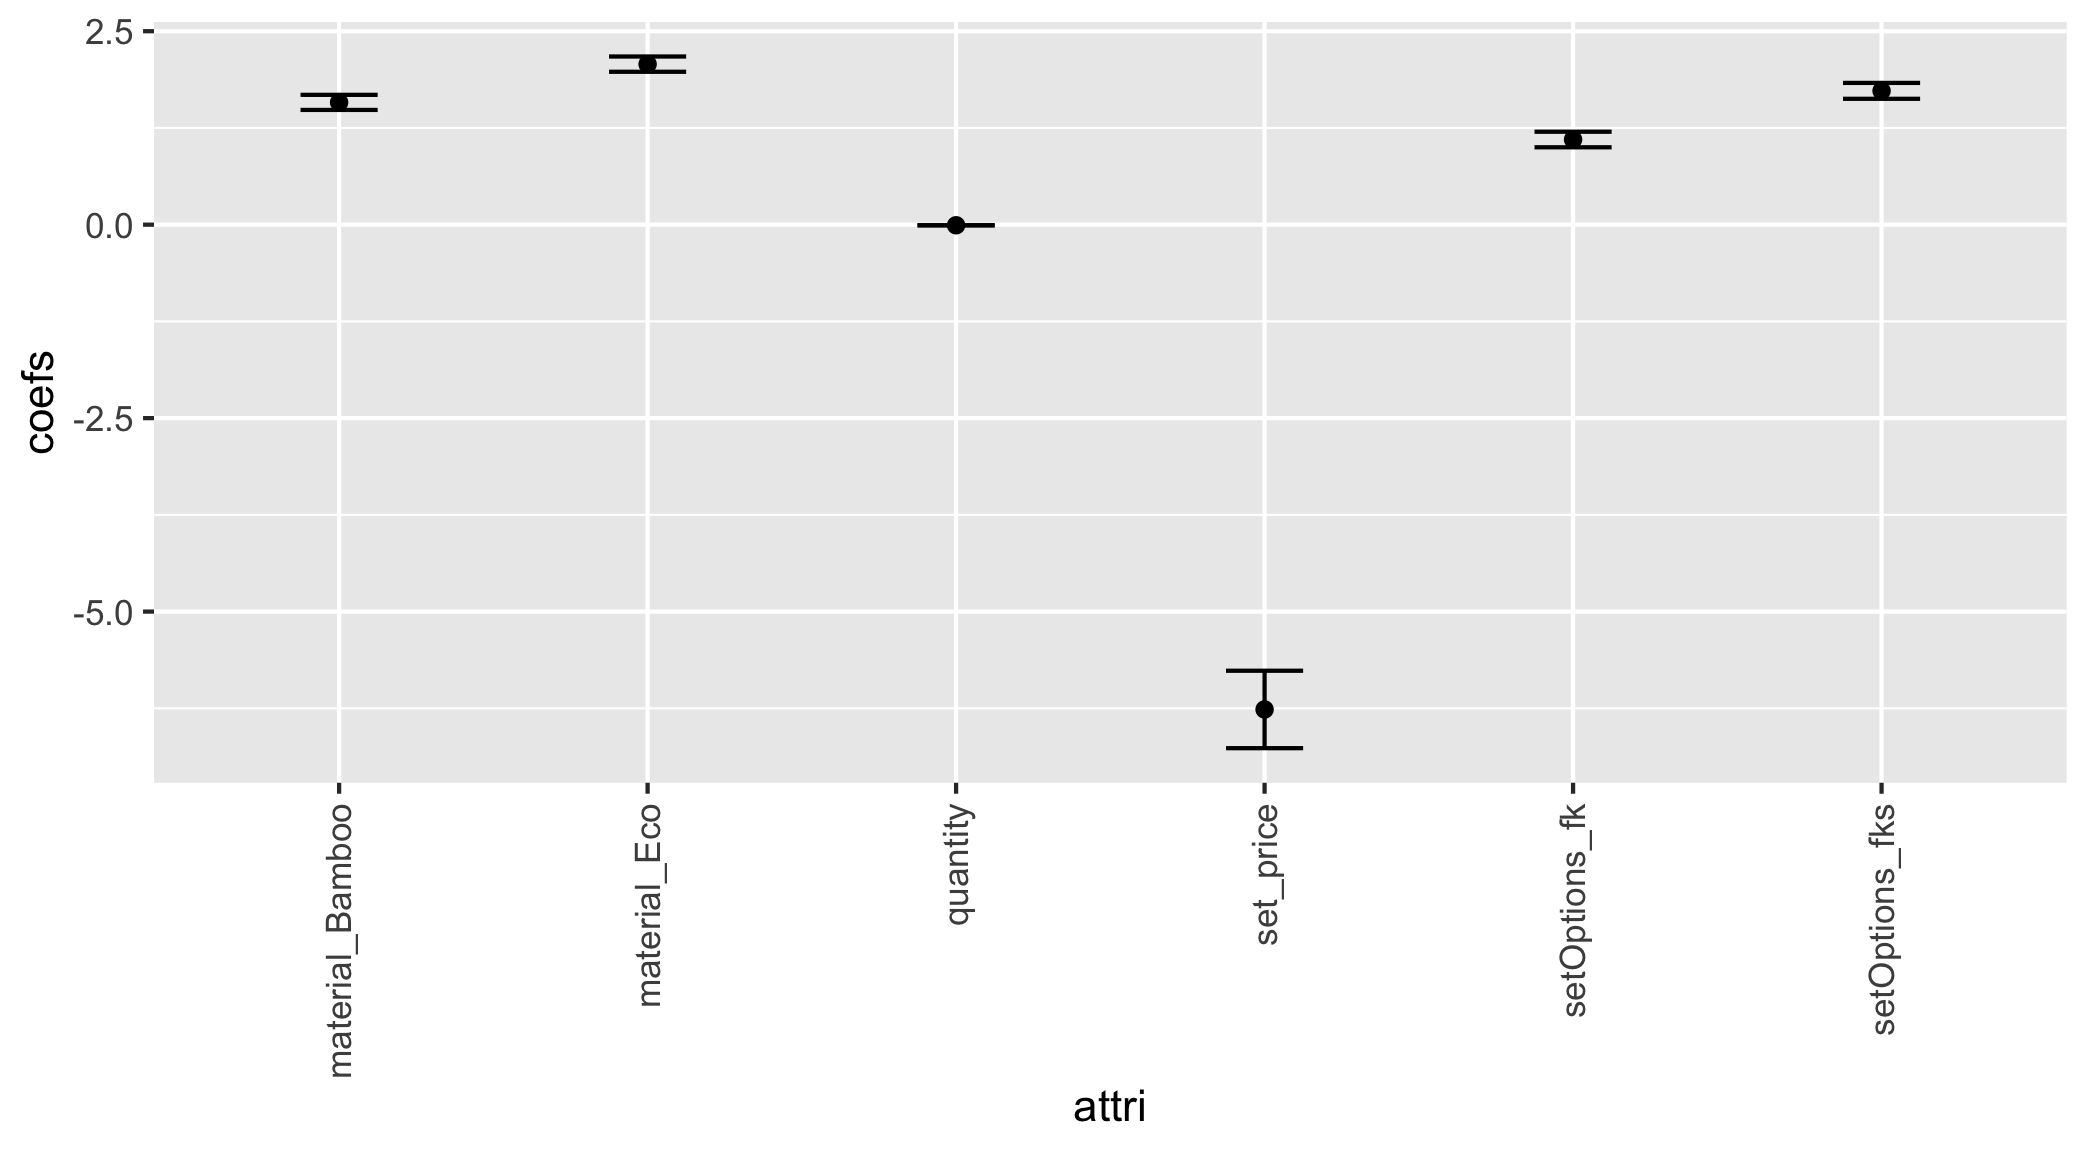 2.5
0.0
-2.5
-5.0
coefs
material_Bamboo
material_Eco
quantity
set_price
setOptions_fk
setOptions_fks
attri